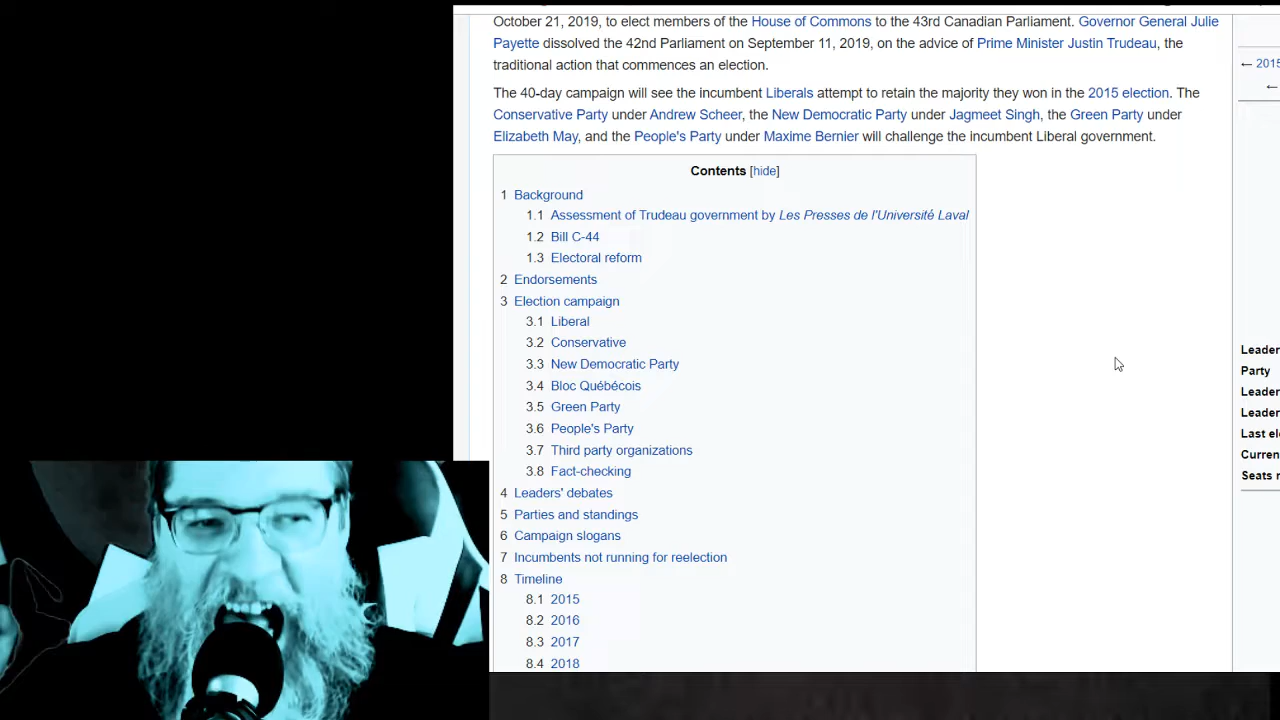 October 21, 2019, to elect members of the House of Commons to the 43rd Canadian Parliament. Governor General Julie
Payette dissolved the 42nd Parliament on September 11, 2019, on the advice of Prime Minister Justin Trudeau, the
traditional action that commences an election.
The 40-day campaign will see the incumbent Liberals attempt to retain the majority they won in the 2015 election. The
Conservative Party under Andrew Scheer, the New Democratic Party under Jagmeet Singh, the Green Party under
Elizabeth May, and the People's Party under Maxime Bernier will challenge the incumbent Liberal government.
Contents [hide]
1 Background
1.1 Assessment of Trudeau government by Les Presses de l'Université Laval
1.2 Bill C-44
1.3 Electoral reform
2 Endorsements
3 Election campaign
3.1 Liberal
3.2 Conservative
3.3 New Democratic Party
3.4 Bloc Québécois
3.5 Green Party
3.6 People's Party
3.7 Third party organizations
3.8 Fact-checking
4 Leaders' debates
5 Parties and standings
6 Campaign slogans
7 Incumbents not running for reelection
8 Timeline
8.1 2015
8.2 2016
8.3 2017
8.4 2018
← 2015
←
Leader
Party
Leader
Leader
Last el
Curren
Seats